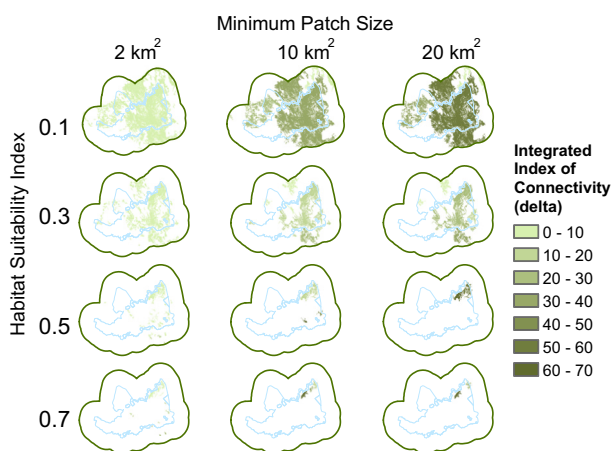 Minimum Patch Size
2 km²
10 km²
20 km²
Habitat Suitability Index
0.1
0.3
0.5
0.7
Integrated
Index of
Connectivity
(delta)
0 - 10
10 - 20
20 - 30
30 - 40
40 - 50
50 - 60
60 - 70